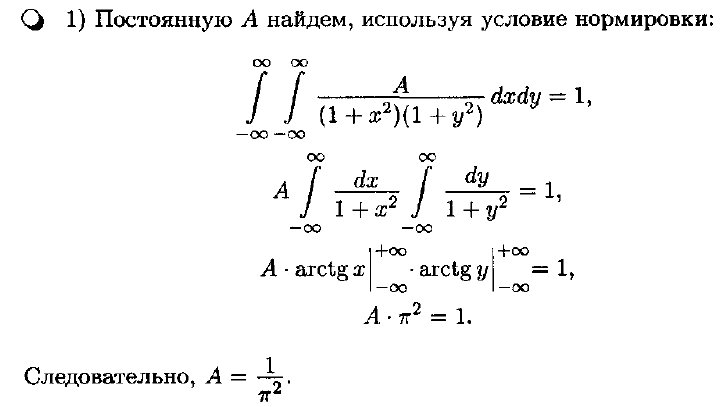 1) Постоянную A найдем, используя условие нормировки:
∫_{−∞}^{∞} ∫_{−∞}^{∞} A / ((1 + x²)(1 + y²)) dxdy = 1,
A ∫_{−∞}^{∞} dx / (1 + x²) ∫_{−∞}^{∞} dy / (1 + y²) = 1,
A · arctg x |_{−∞}^{+∞} · arctg y |_{−∞}^{+∞} = 1,
A · π² = 1.
Следовательно, A = 1/π².